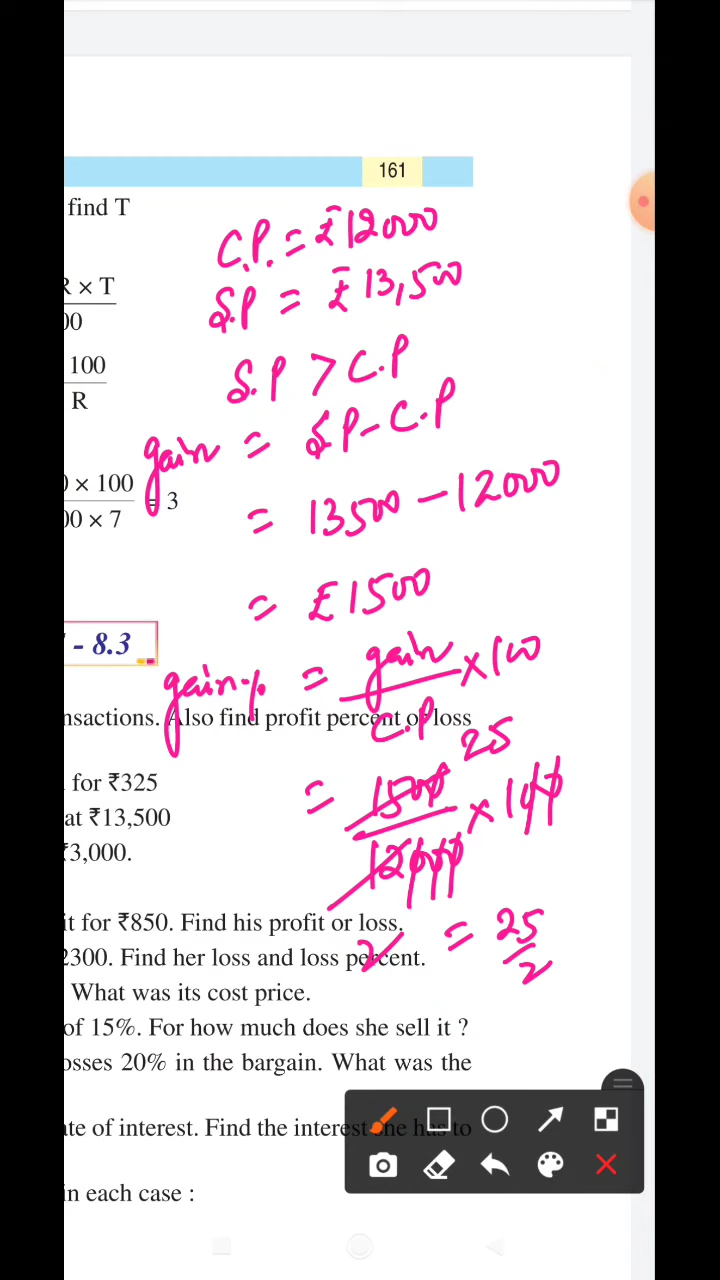 161
find T
C.P. = ₹12000
R × T
S.P = ₹13,500
00
100
S.P > C.P
R
gain = S.P - C.P
0 × 100
= 3
00 × 7
= 13500 - 12000
= ₹1500
- 8.3
gain% = gain/C.P × 100
nsactions. Also find profit percent or loss
25
for ₹325
= 1500/12000 × 100
at ₹13,500
₹3,000.
it for ₹850. Find his profit or loss.
2 = 25/2
2300. Find her loss and loss percent.
What was its cost price.
of 15%. For how much does she sell it ?
osses 20% in the bargain. What was the
ate of interest. Find the interest one has to
in each case :